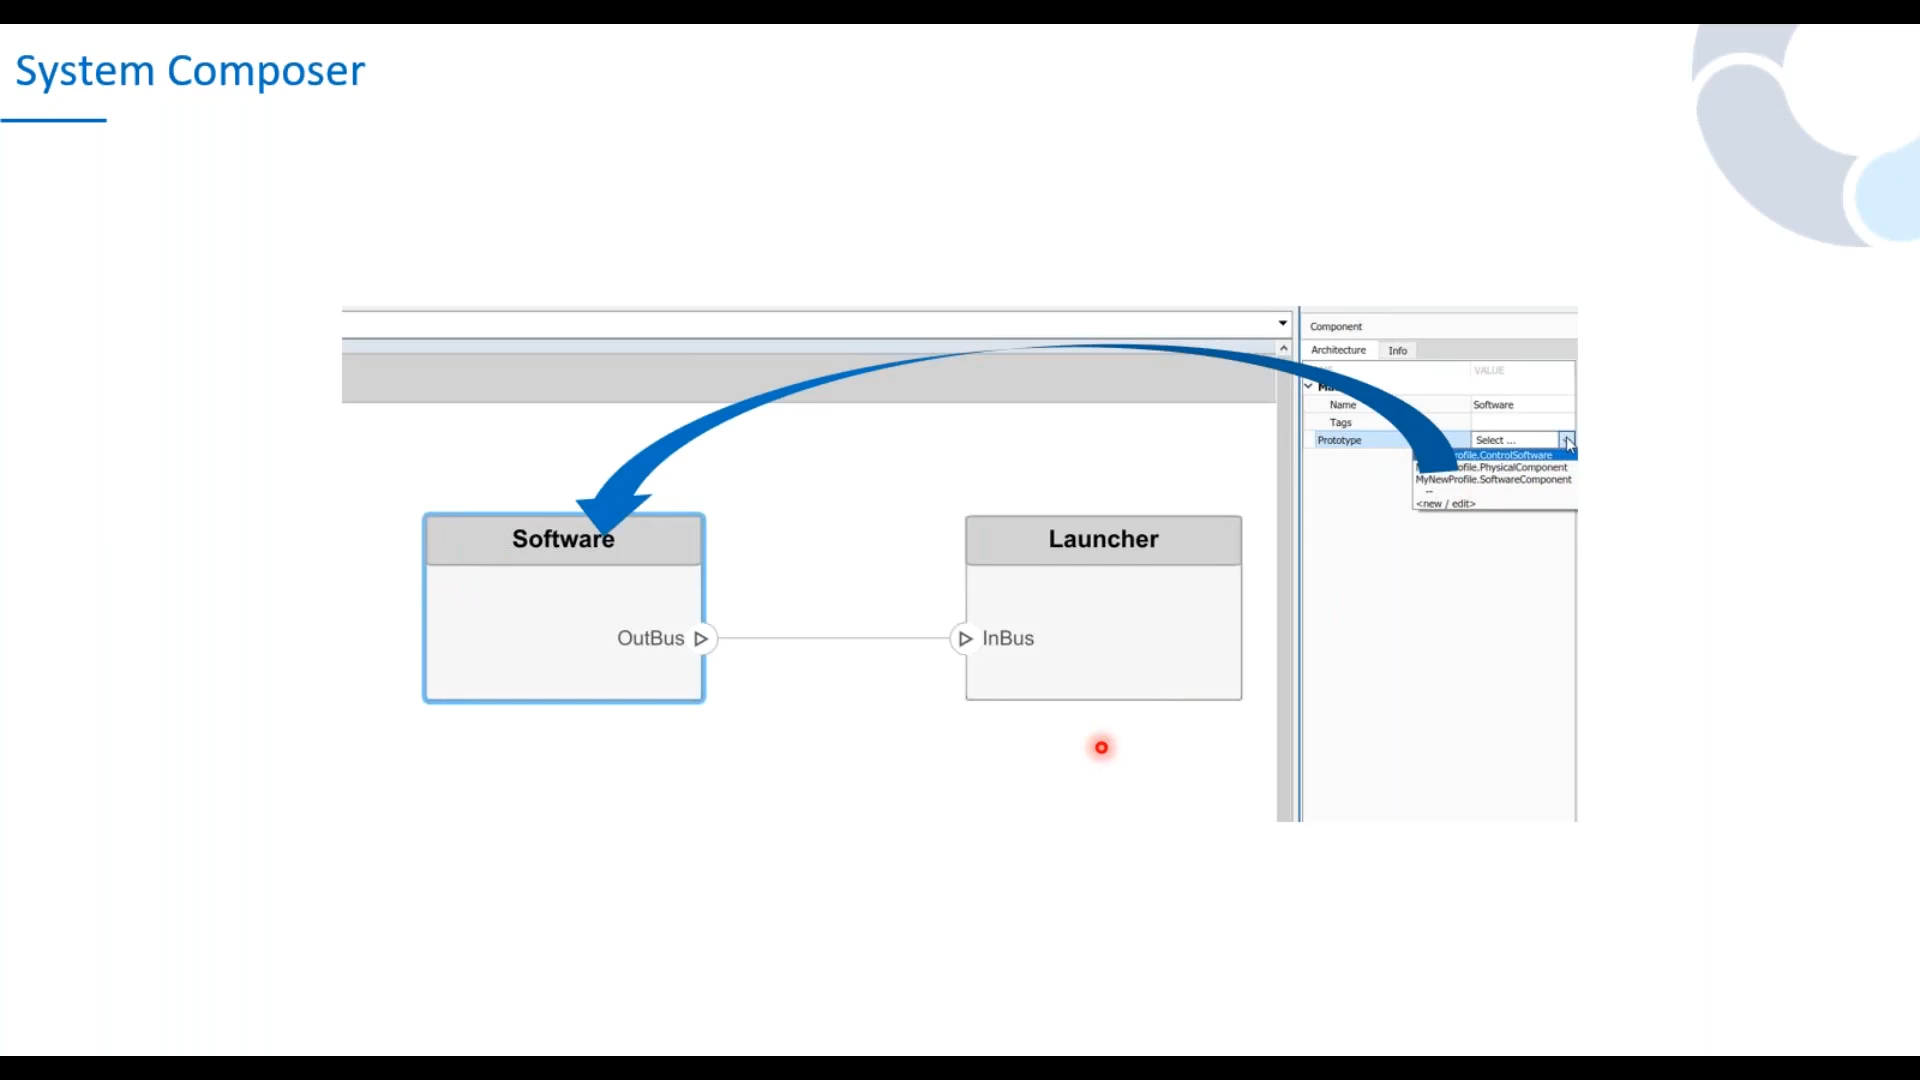 System Composer
Component
Architecture Info
VALUE
Name Software
Tags
Prototype Select ...
ofile.ControlSoftware
ofile.PhysicalComponent
MyNewProfile.SoftwareComponent
--
<new / edit>
Software Launcher
OutBus InBus